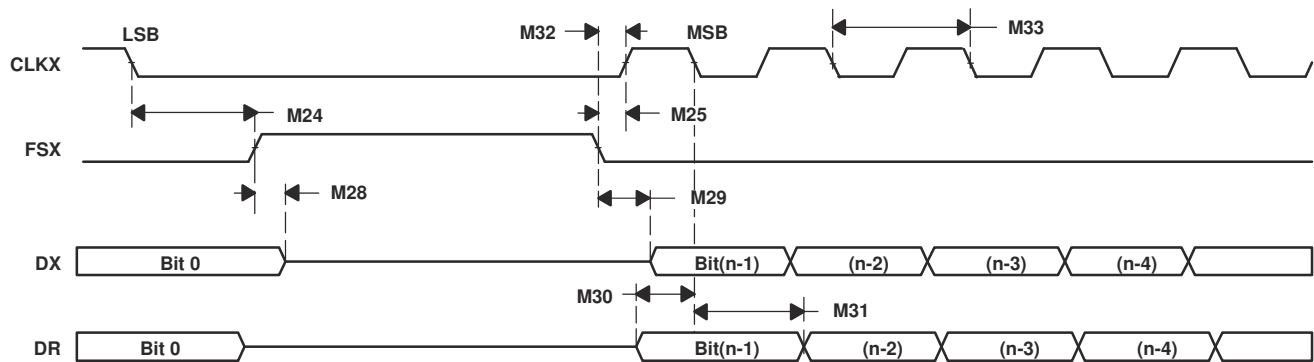 LSB
M32
MSB
M33
CLKX
M24
M25
FSX
M28
M29
DX
Bit 0
Bit(n-1)
(n-2)
(n-3)
(n-4)
M30
M31
DR
Bit 0
Bit(n-1)
(n-2)
(n-3)
(n-4)